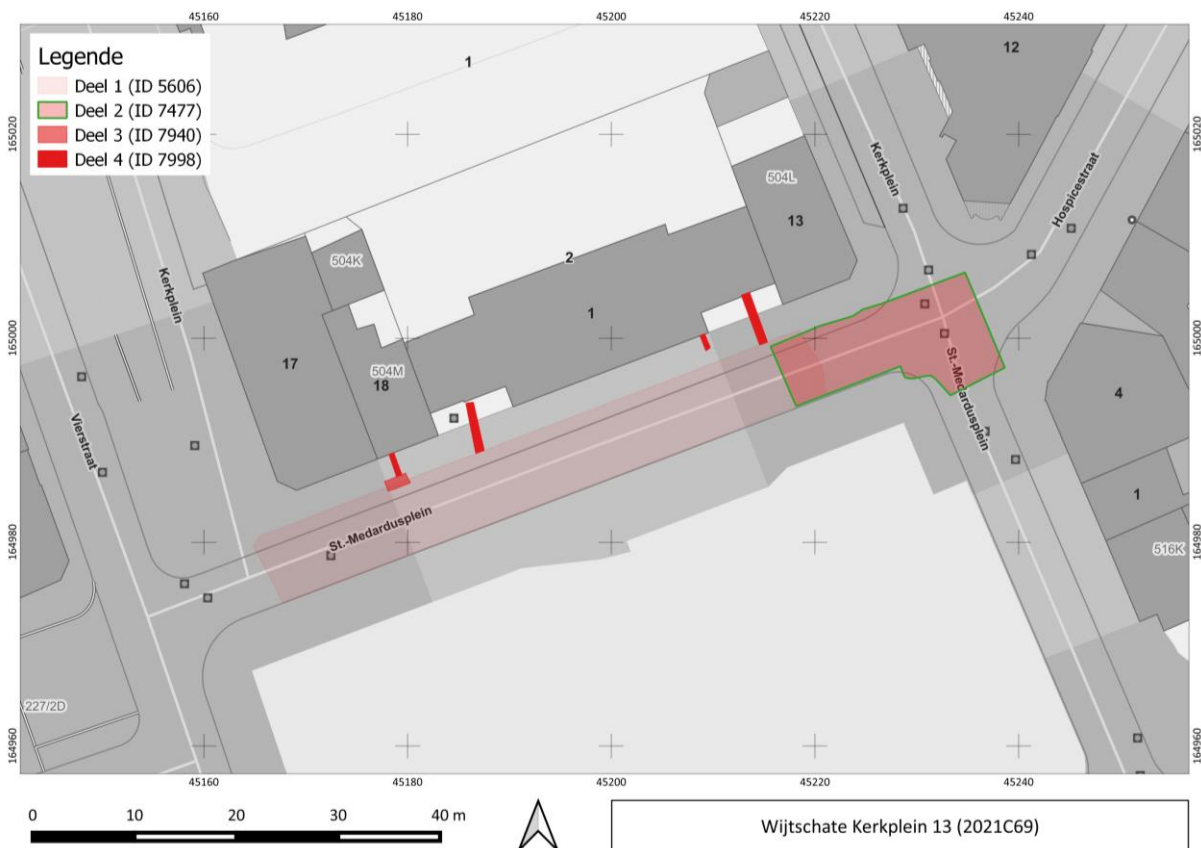 45160 45180 45200 45220 45240
Legende
Deel 1 (ID 5606)
Deel 2 (ID 7477)
Deel 3 (ID 7940)
Deel 4 (ID 7998)
1
12
165020
165020
Kerkplein
Hospicestraat
504L
13
Kerkplein
504K
2
1
165000
165000
17
504M
18
St.-Medardusplein
4
Vierstraat
1
St.-Medardusplein
164980
164980
516K
227/2D
164960
164960
45160 45180 45200 45220 45240
0 10 20 30 40 m
Wijtschate Kerkplein 13 (2021C69)